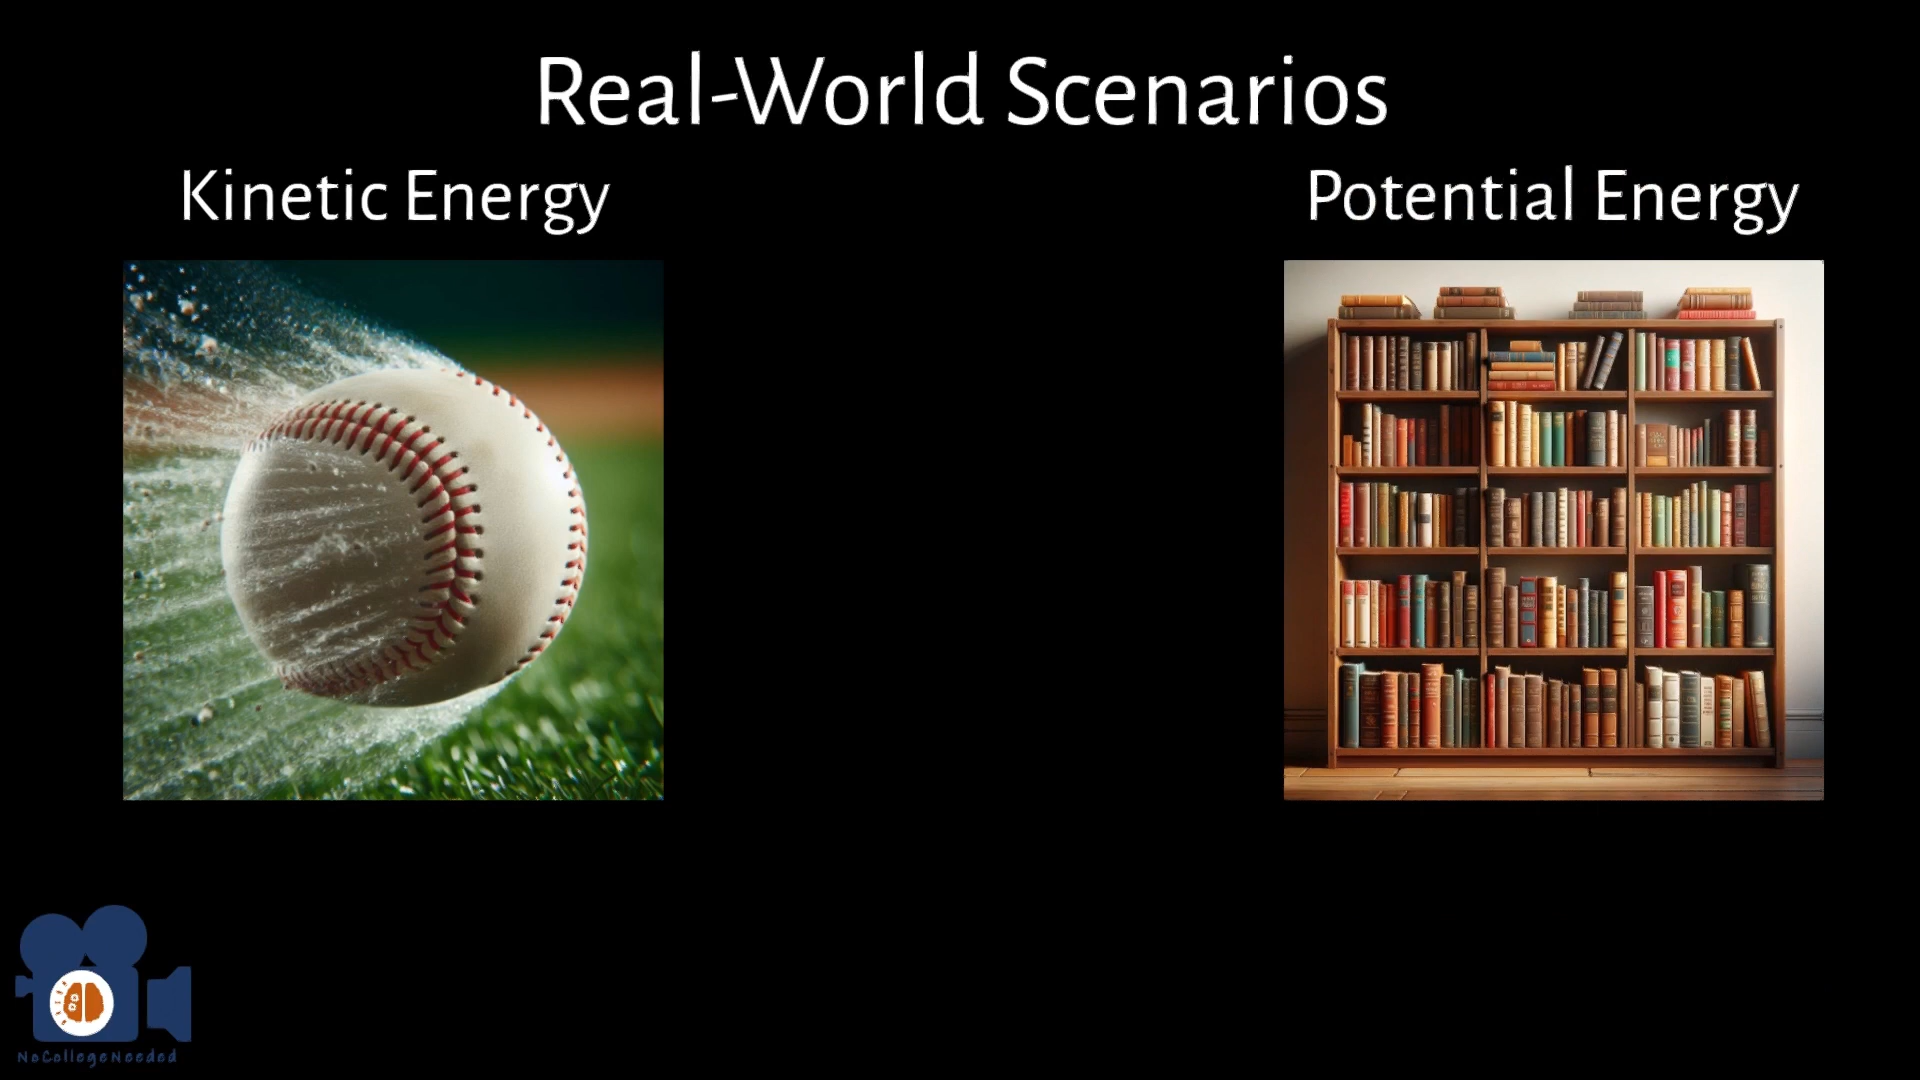 Real-World Scenarios
Kinetic Energy
Potential Energy
NoCollegeNeeded